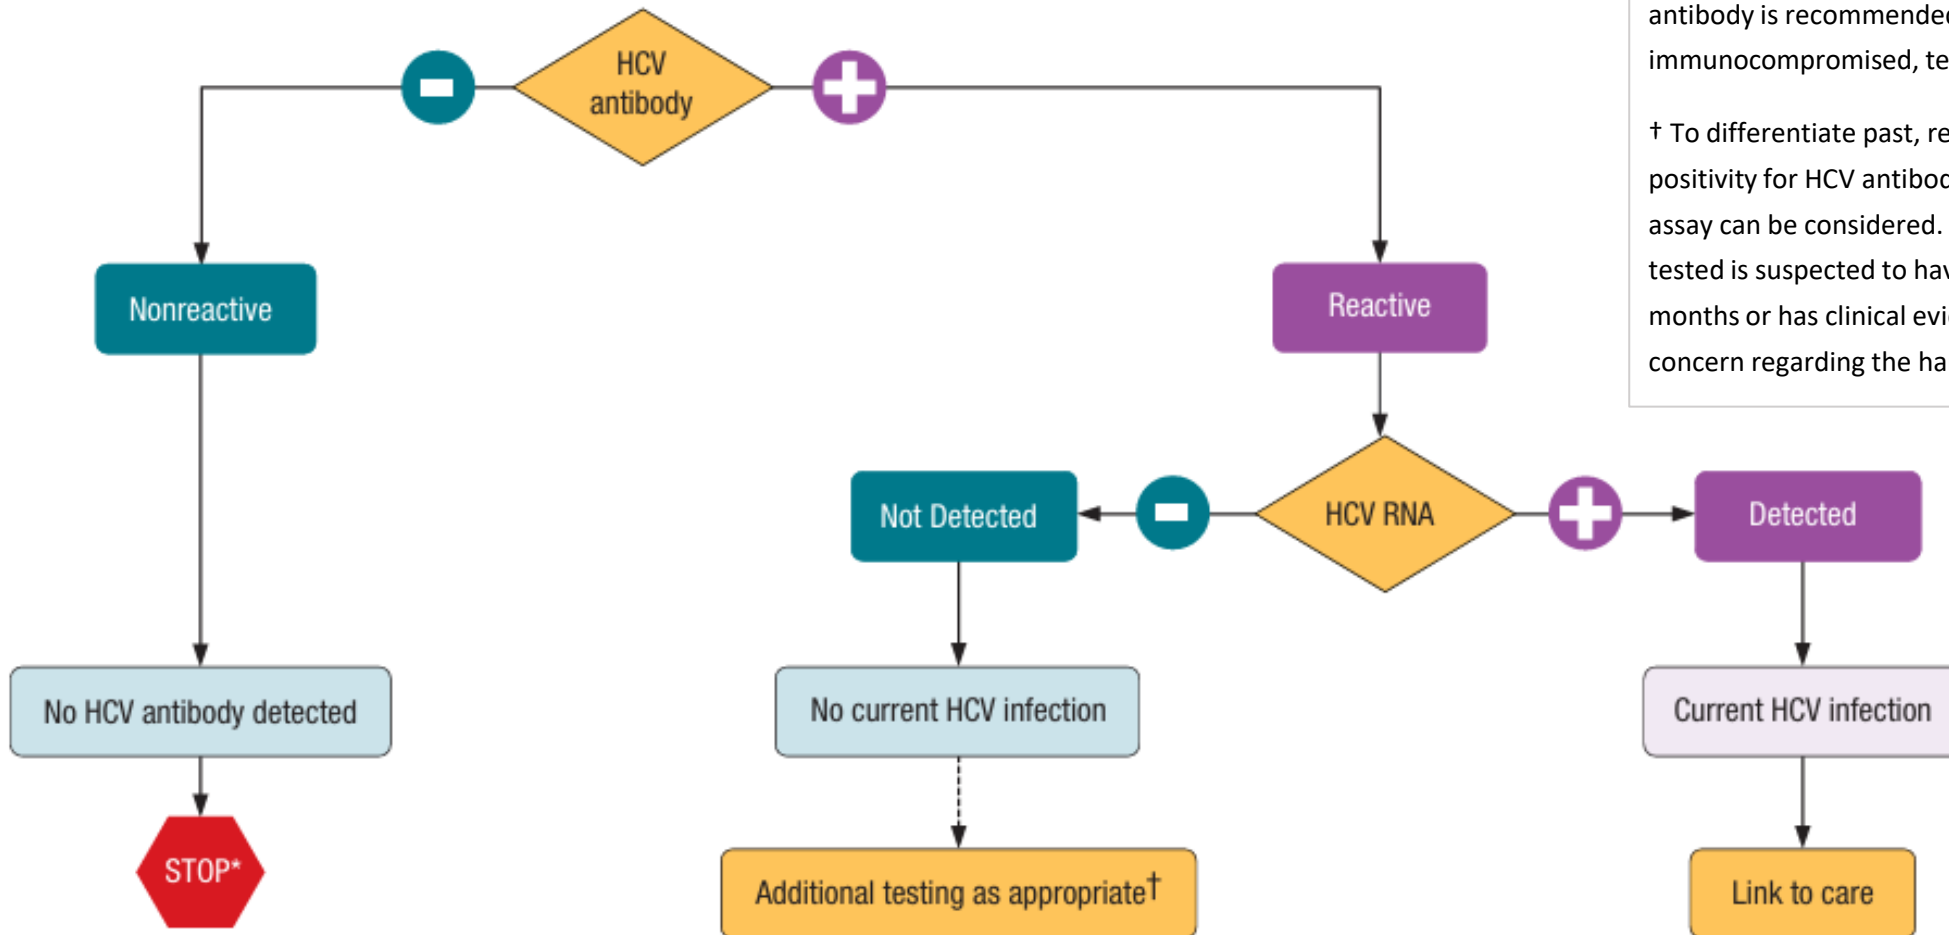 HCV
antibody
Nonreactive
Reactive
Not Detected
HCV RNA
Detected
No HCV antibody detected
No current HCV infection
Current HCV infection
STOP*
Additional testing as appropriate†
Link to care
antibody is recommended
immunocompromised, te
† To differentiate past, re
positivity for HCV antibod
assay can be considered.
tested is suspected to hav
months or has clinical evi
concern regarding the ha